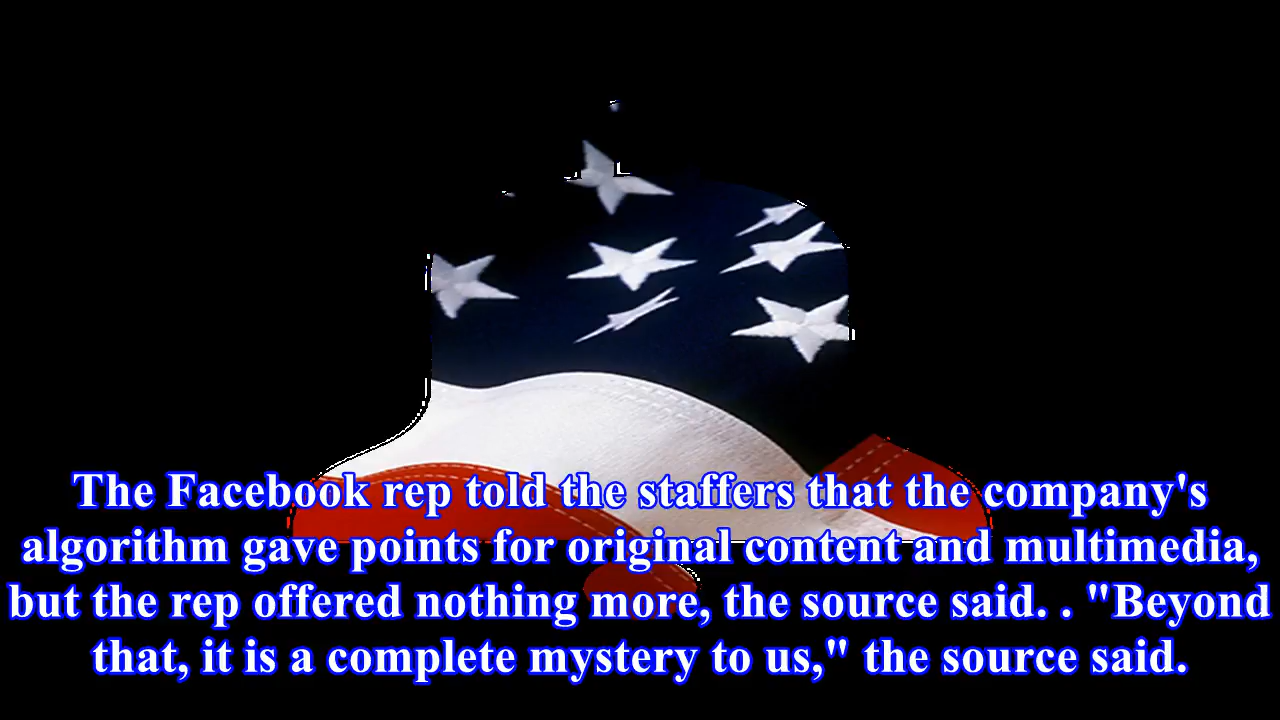 The Facebook rep told the staffers that the company's
algorithm gave points for original content and multimedia,
but the rep offered nothing more, the source said. . "Beyond
that, it is a complete mystery to us," the source said.